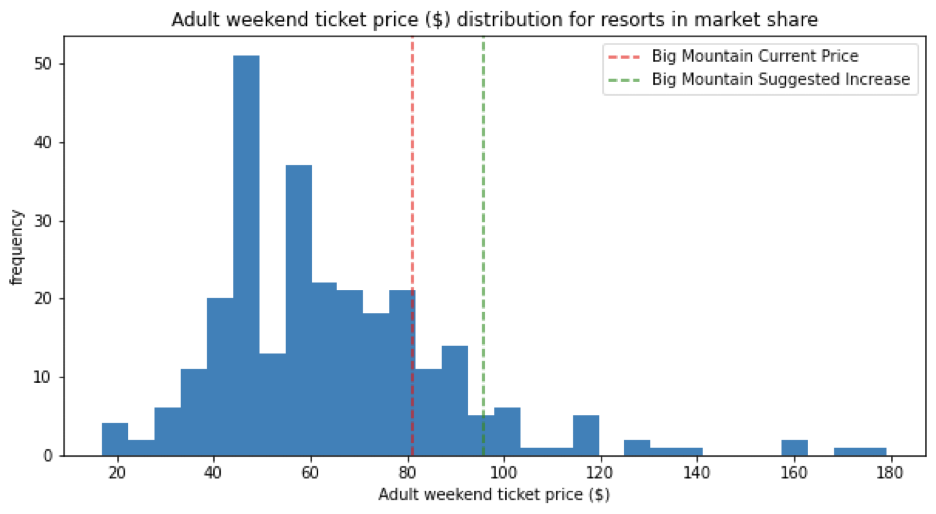 Adult weekend ticket price ($) distribution for resorts in market share
Big Mountain Current Price
Big Mountain Suggested Increase
frequency
50
40
30
20
10
0
20 40 60 80 100 120 140 160 180
Adult weekend ticket price ($)